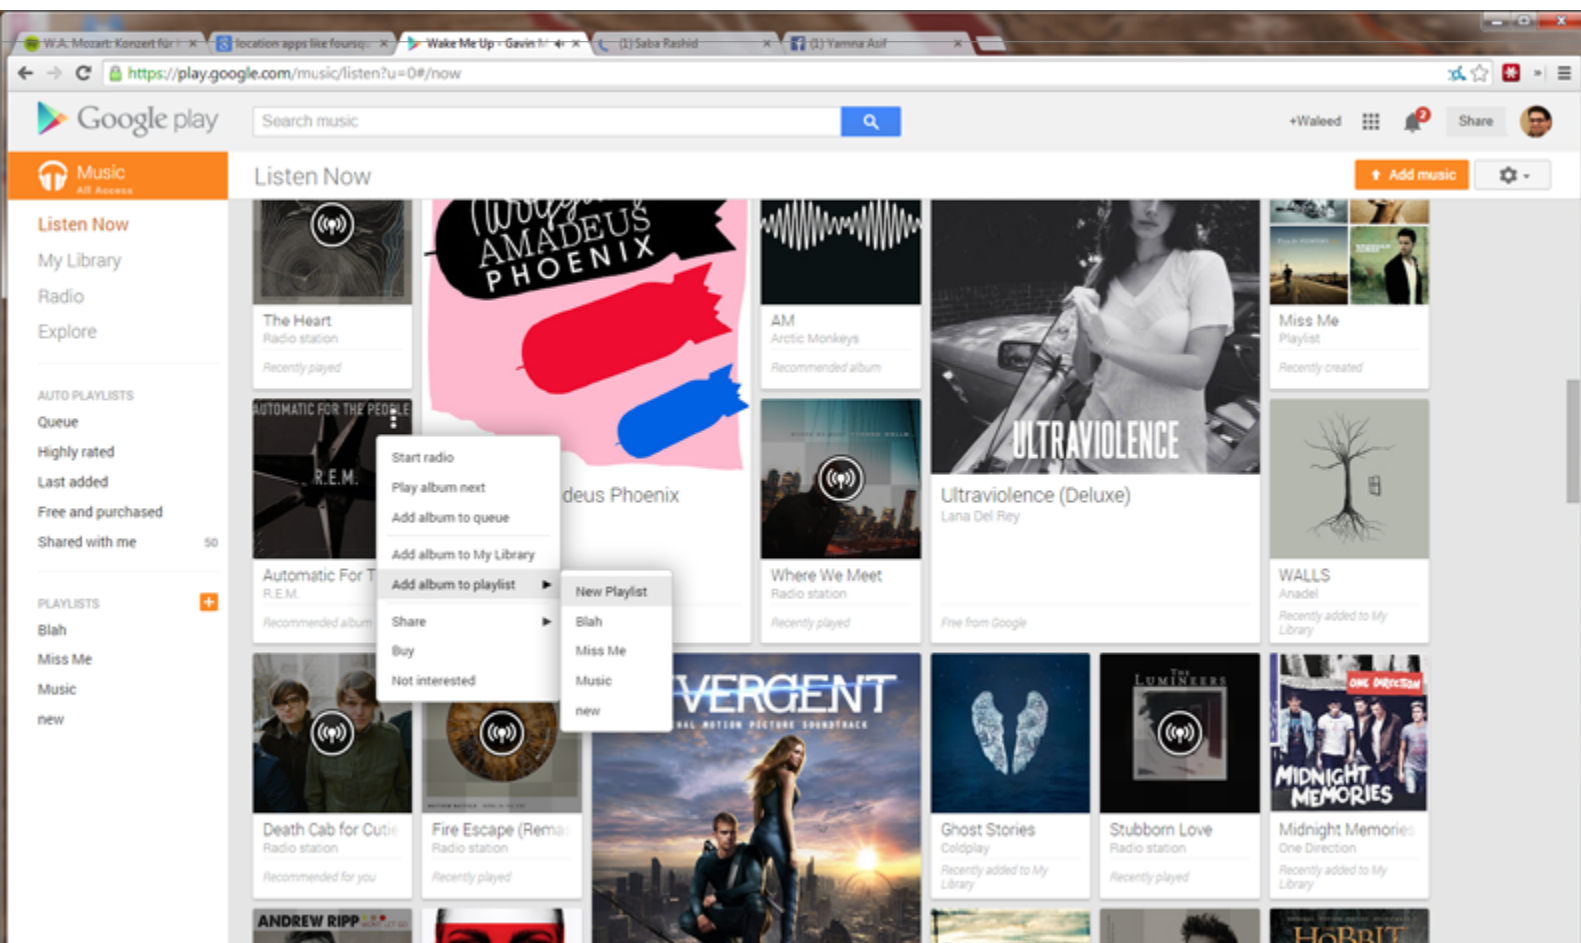 W.A. Mozart: Konzert für
location apps like foursq
Wake Me Up - Gavin M
(1) Saba Rashid
(1) Yamna Asif
https://play.google.com/music/listen?u=0#/now
Google play
Search music
+Waleed
2
Share
Music
All Access
Listen Now
Add music
Listen Now
My Library
Radio
Explore
AUTO PLAYLISTS
Queue
Highly rated
Last added
Free and purchased
Shared with me 50
PLAYLISTS
Blah
Miss Me
Music
new
The Heart
Radio station
Recently played
Wolfgang
AMADEUS
PHOENIX
AM
Arctic Monkeys
Recommended album
ULTRAVIOLENCE
Miss Me
Playlist
Recently created
AUTOMATIC FOR THE PEOPLE
R.E.M.
Automatic For T
R.E.M.
Recommended album
Start radio
Play album next
Add album to queue
Add album to My Library
Add album to playlist
Share
Buy
Not interested
New Playlist
Blah
Miss Me
Music
new
deus Phoenix
Where We Meet
Radio station
Recently played
Ultraviolence (Deluxe)
Lana Del Rey
Free from Google
WALLS
Anadel
Recently added to My
Library
Death Cab for Cutie
Radio station
Recommended for you
Fire Escape (Remas
Radio station
Recently played
VERGENT
NAL MOTION PICTURE SOUNDTRACK
Ghost Stories
Coldplay
Recently added to My
Library
THE
LUMINEERS
Stubborn Love
Radio station
Recently played
ONE DIRECTION
MIDNIGHT
MEMORIES
Midnight Memories
One Direction
Recently added to My
Library
ANDREW RIPP
HOBBIT